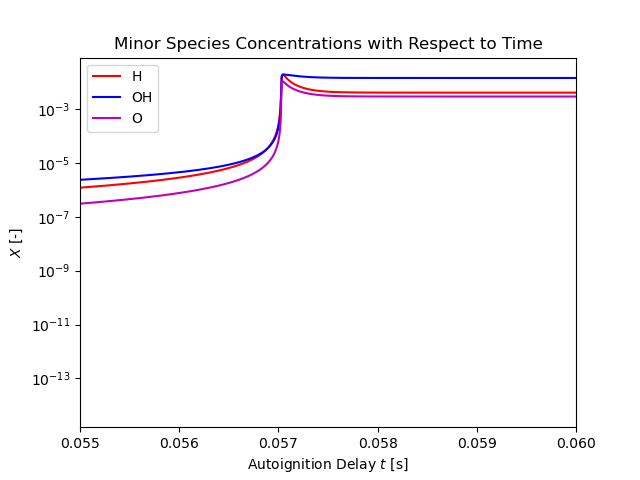 Minor Species Concentrations with Respect to Time
H
OH
O
10⁻³
10⁻⁵
10⁻⁷
10⁻⁹
10⁻¹¹
10⁻¹³
X [-]
0.055 0.056 0.057 0.058 0.059 0.060
Autoignition Delay t [s]